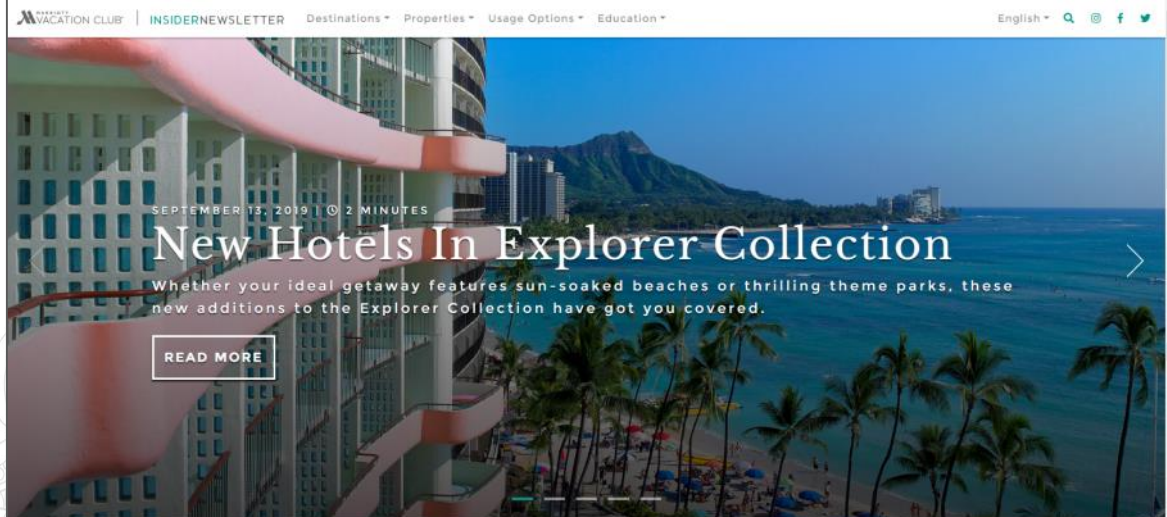 MARRIOTT
VACATION CLUB
INSIDERNEWSLETTER
Destinations
Properties
Usage Options
Education
English
SEPTEMBER 13, 2019 | 2 MINUTES
New Hotels In Explorer Collection
Whether your ideal getaway features sun-soaked beaches or thrilling theme parks, these
new additions to the Explorer Collection have got you covered.
READ MORE